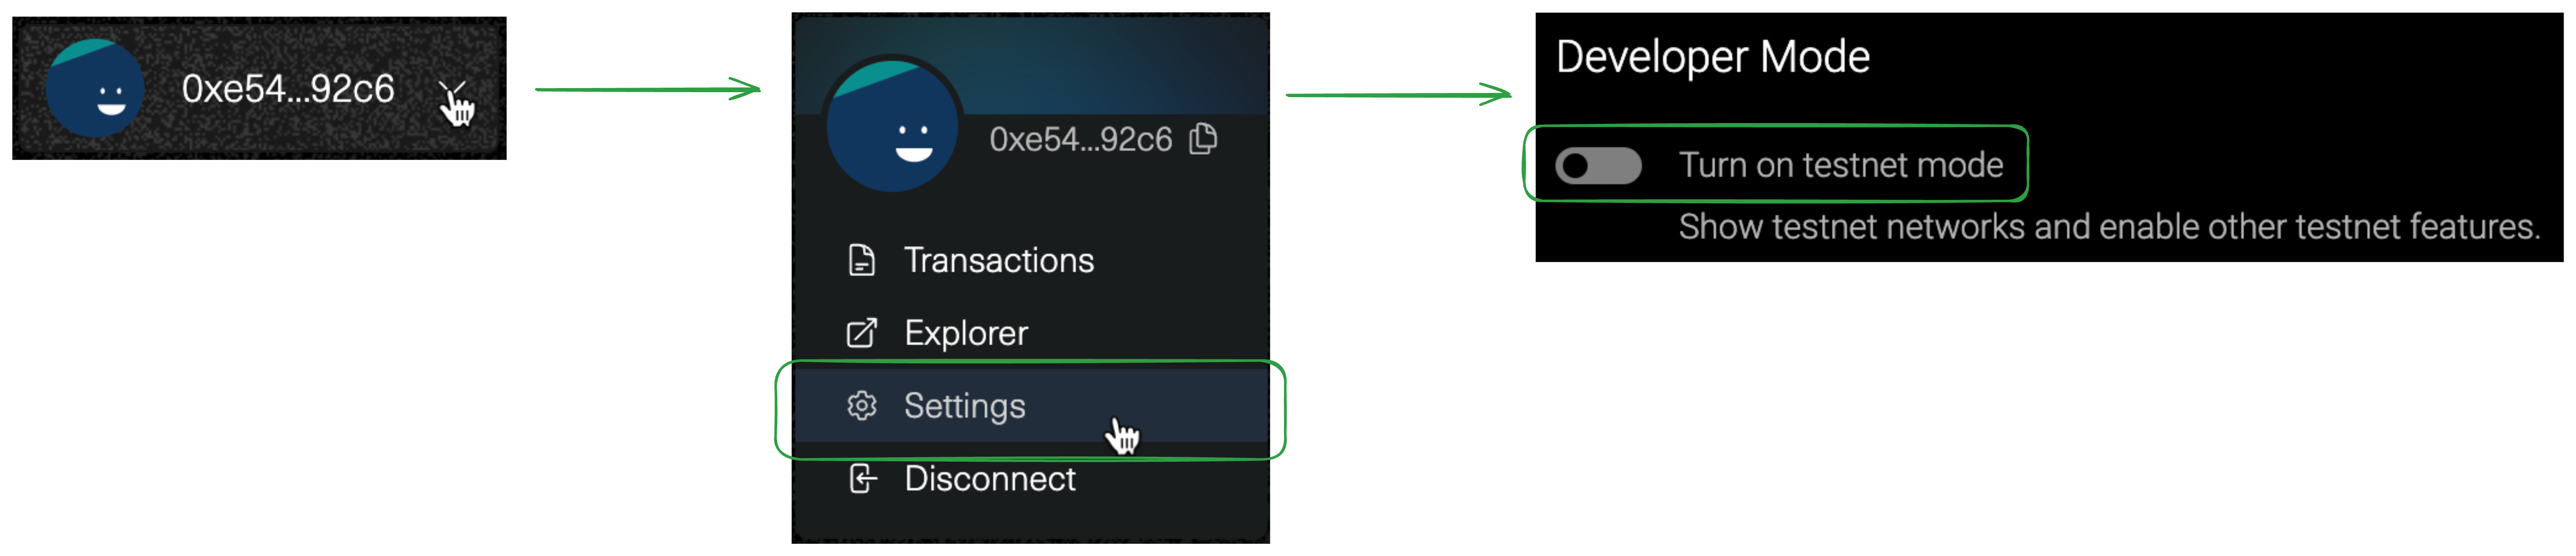 0xe54...92c6
0xe54...92c6
Transactions
Explorer
Settings
Disconnect
Developer Mode
Turn on testnet mode
Show testnet networks and enable other testnet features.